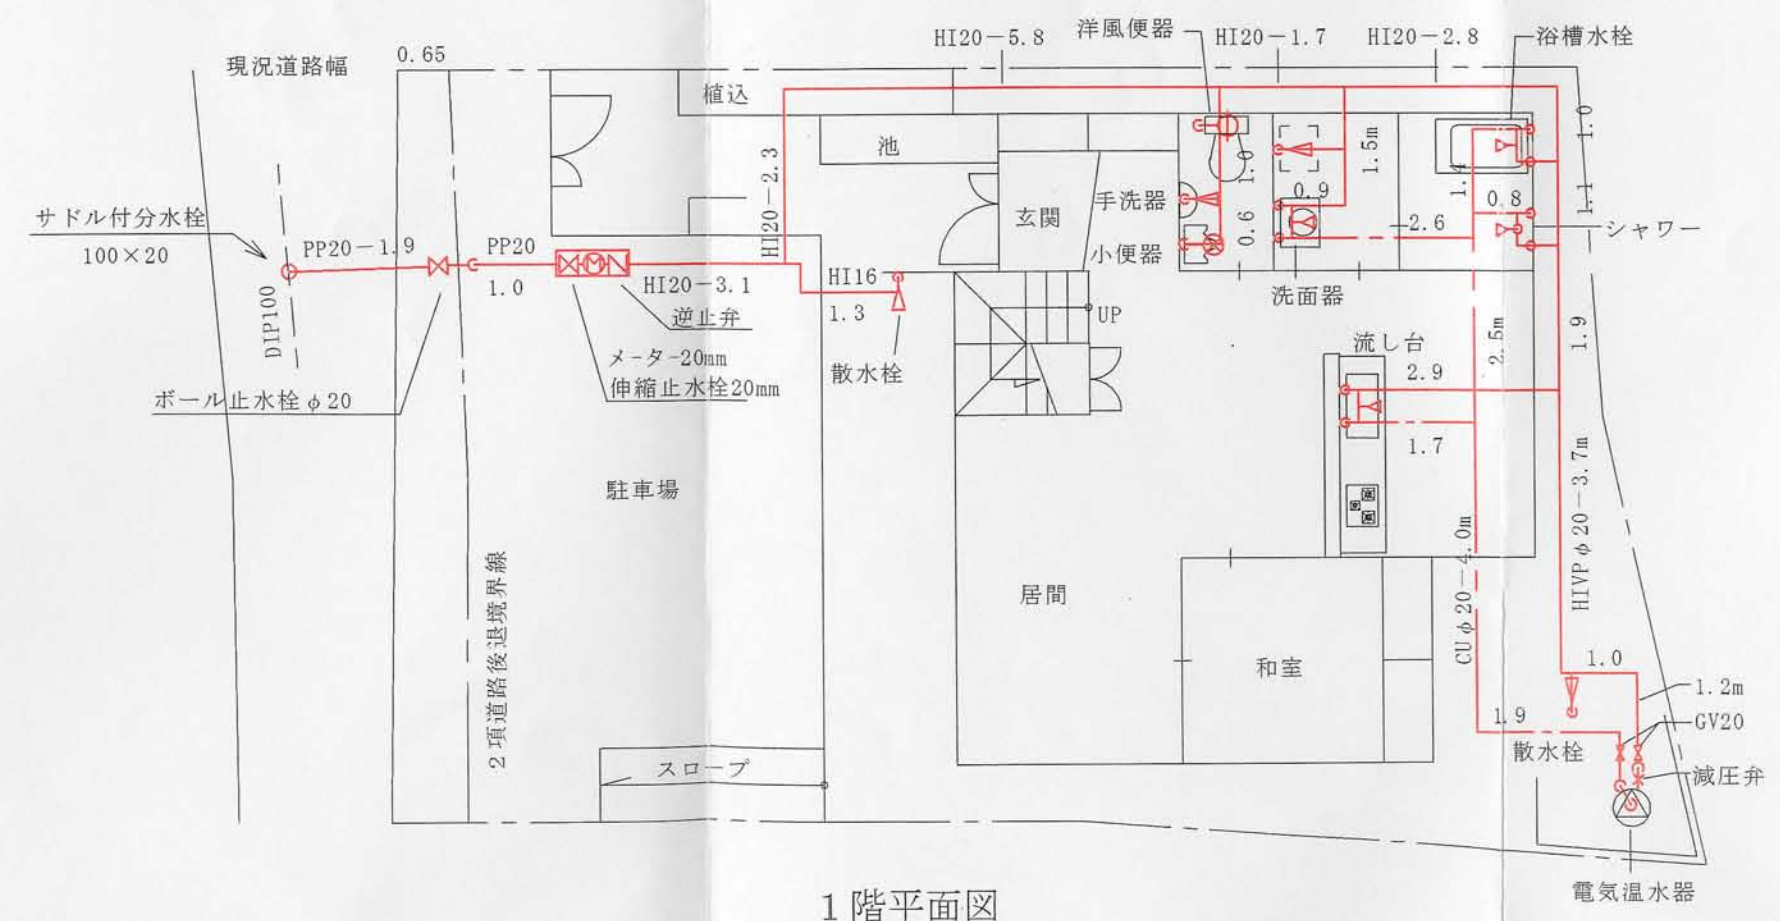 現況道路幅
0.65
HI20-5.8
洋風便器
HI20-1.7
HI20-2.8
浴槽水栓
植込
池
HI20-2.3
玄関
手洗器
小便器
1.0
0.6
0.9
1.5m
1.4
0.8
1.0
1.1
2.6
シャワー
サドル付分水栓
100×20
PP20-1.9
PP20
1.0
DIP100
HI20-3.1
逆止弁
メーター20mm
伸縮止水栓20mm
ボール止水栓φ20
HI16
1.3
散水栓
UP
洗面器
流し台
2.9
1.7
2.5m
1.9
駐車場
2項道路後退境界線
居間
和室
CUφ20-4.0m
HIVPφ20-3.7m
1.0
1.2m
GV20
1.9
散水栓
減圧弁
スロープ
電気温水器
1階平面図